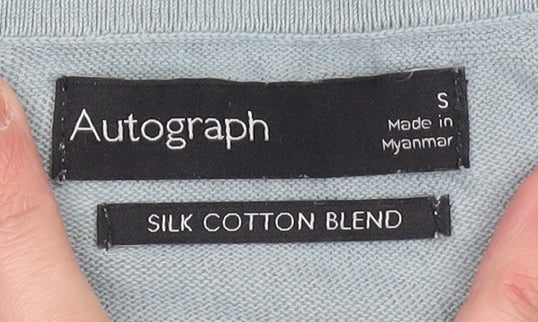 Autograph
S
Made in
Myanmar
SILK COTTON BLEND